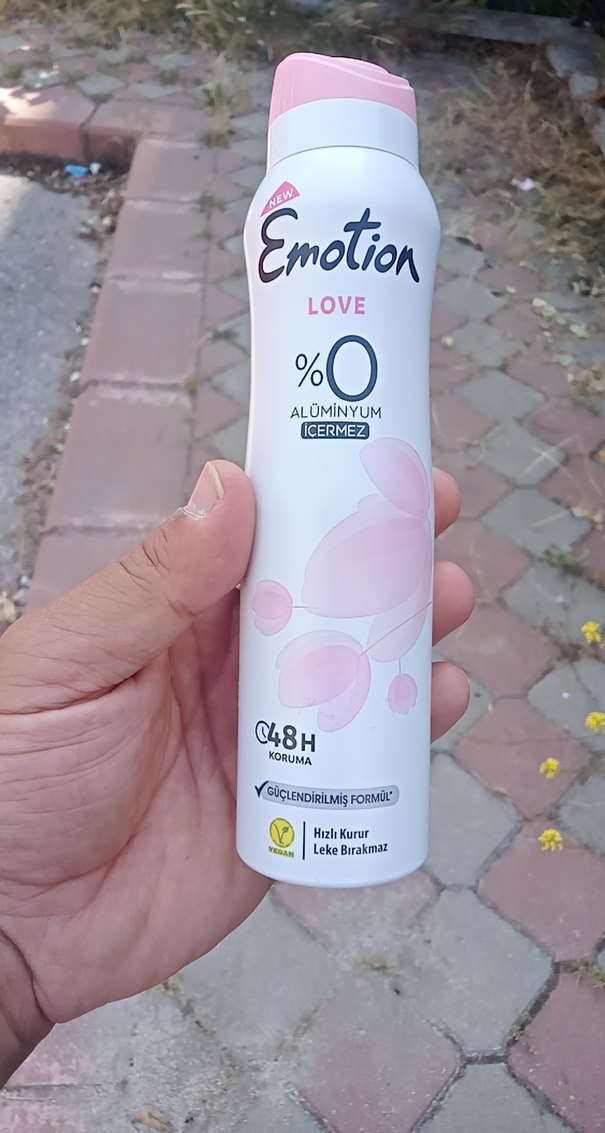 NEW
Emotion
LOVE
%0
ALÜMİNYUM
İÇERMEZ
48H
KORUMA
GÜÇLENDİRİLMİŞ FORMÜL*
VEGAN
Hızlı Kurur
Leke Bırakmaz